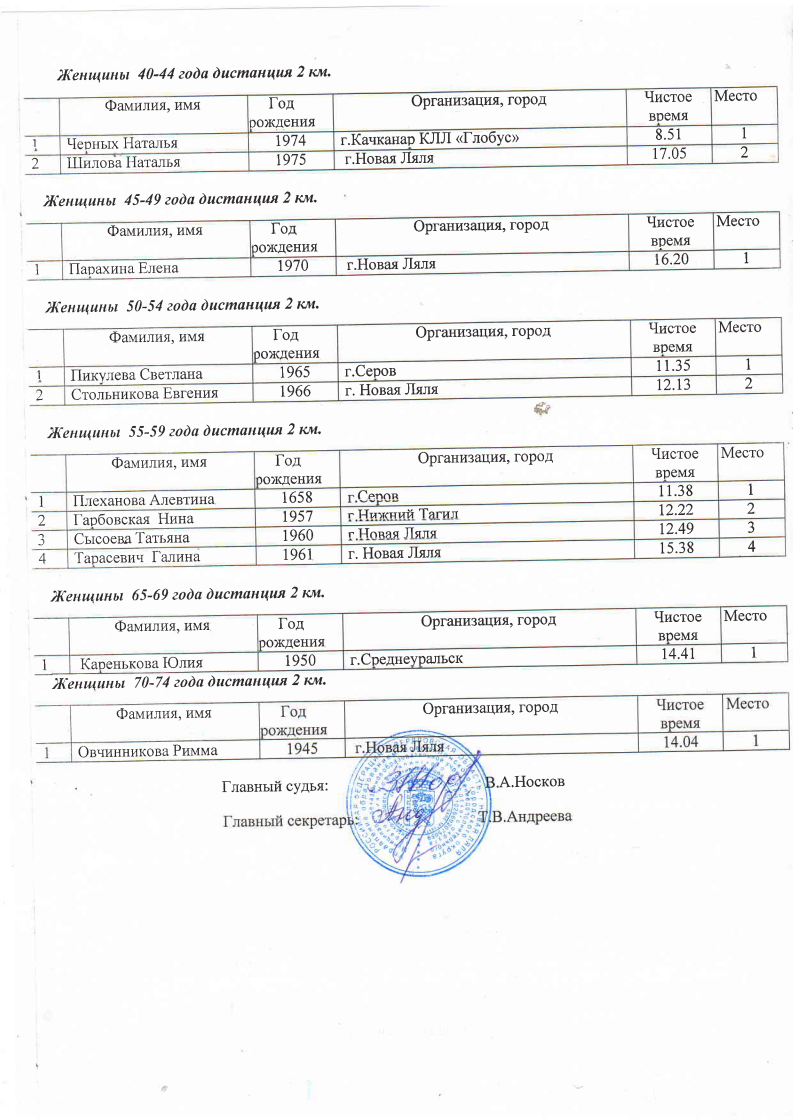 Женщины 40-44 года дистанция 2 км.
Фамилия, имя Год рождения Организация, город Чистое время Место
1 Черных Наталья 1974 г.Качканар КЛЛ «Глобус» 8.51 1
2 Шилова Наталья 1975 г.Новая Ляля 17.05 2
Женщины 45-49 года дистанция 2 км.
Фамилия, имя Год рождения Организация, город Чистое время Место
1 Парахина Елена 1970 г.Новая Ляля 16.20 1
Женщины 50-54 года дистанция 2 км.
Фамилия, имя Год рождения Организация, город Чистое время Место
1 Пикулева Светлана 1965 г.Серов 11.35 1
2 Стольникова Евгения 1966 г. Новая Ляля 12.13 2
Женщины 55-59 года дистанция 2 км.
Фамилия, имя Год рождения Организация, город Чистое время Место
1 Плеханова Алевтина 1658 г.Серов 11.38 1
2 Гарбовская Нина 1957 г.Нижний Тагил 12.22 2
3 Сысоева Татьяна 1960 г.Новая Ляля 12.49 3
4 Тарасевич Галина 1961 г. Новая Ляля 15.38 4
Женщины 65-69 года дистанция 2 км.
Фамилия, имя Год рождения Организация, город Чистое время Место
1 Каренькова Юлия 1950 г.Среднеуральск 14.41 1
Женщины 70-74 года дистанция 2 км.
Фамилия, имя Год рождения Организация, город Чистое время Место
1 Овчинникова Римма 1945 г.Новая Ляля 14.04 1
Главный судья: В.А.Носков
Главный секретарь: Т.В.Андреева